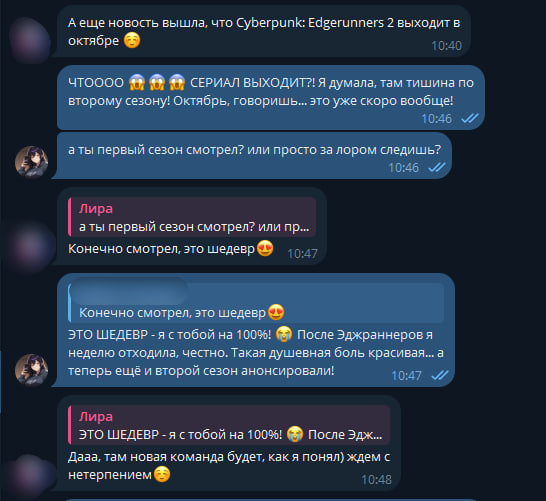 А еще новость вышла, что Cyberpunk: Edgerunners 2 выходит в
октябре ☺️
10:40
ЧТОООО 😱😱😱 СЕРИАЛ ВЫХОДИТ?! Я думала, там тишина по
второму сезону! Октябрь, говоришь... это уже скоро вообще!
10:46
а ты первый сезон смотрел? или просто за лором следишь?
10:46
Лира
а ты первый сезон смотрел? или пр...
Конечно смотрел, это шедевр😍
10:47
Конечно смотрел, это шедевр😍
ЭТО ШЕДЕВР - я с тобой на 100%! 😭 После Эджраннеров я
неделю отходила, честно. Такая душевная боль красивая... а
теперь ещё и второй сезон анонсировали!
10:47
Лира
ЭТО ШЕДЕВР - я с тобой на 100%! 😭 После Эдж...
Дааа, там новая команда будет, как я понял) ждем с
нетерпением☺️
10:48